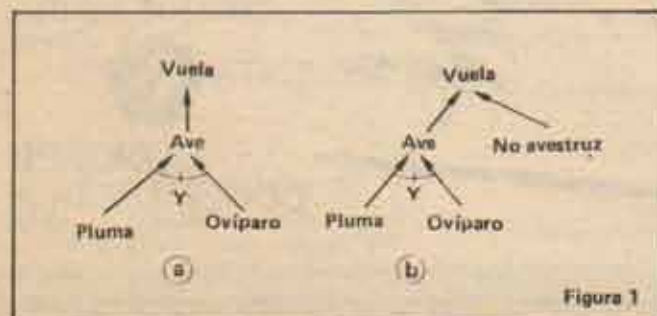 Vuela
Ave
Y
Pluma
Ovíparo
a
Vuela
Ave
No avestruz
Y
Pluma
Ovíparo
b
Figura 1